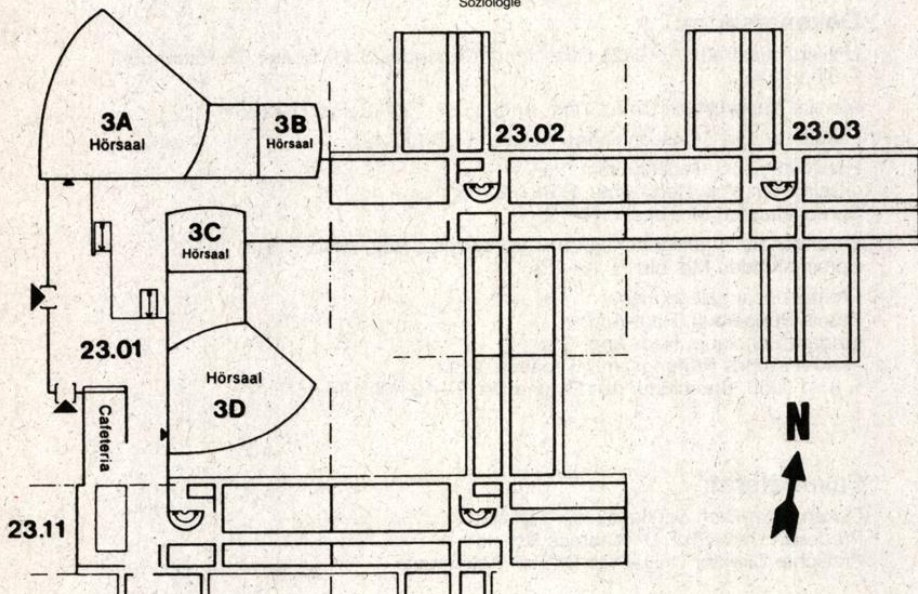 Soziologie
3A
Hörsaal
3B
Hörsaal
23.02
23.03
3C
Hörsaal
23.01
Hörsaal
3D
Cafeteria
N
23.11